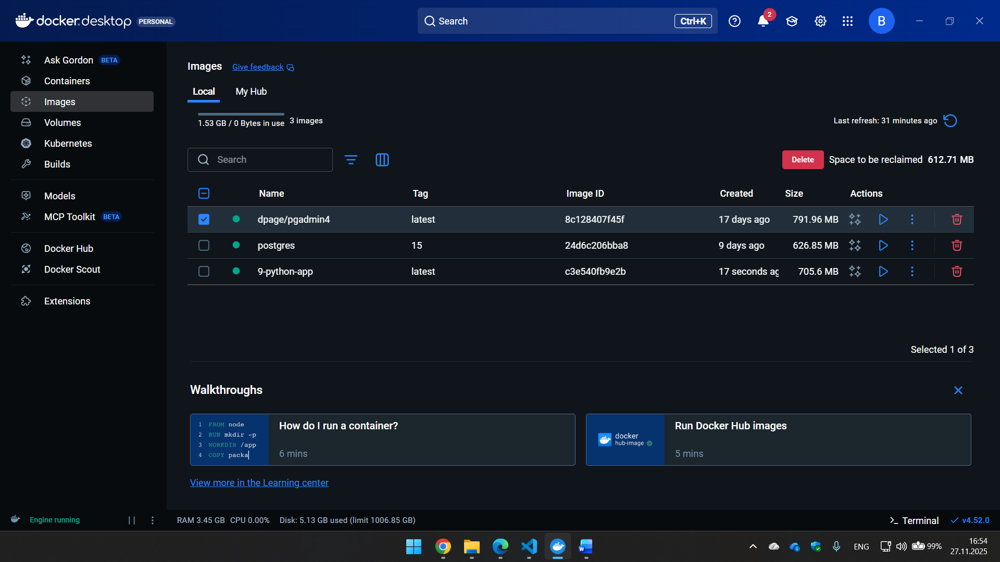 docker.desktop PERSONAL
Search Ctrl+K
2
B
Ask Gordon BETA
Containers
Images
Volumes
Kubernetes
Builds
Models
MCP Toolkit BETA
Docker Hub
Docker Scout
Extensions
Images Give feedback
Local My Hub
1.53 GB / 0 Bytes in use 3 images
Last refresh: 31 minutes ago
Search
Delete Space to be reclaimed 612.71 MB
Name Tag Image ID Created Size Actions
dpage/pgadmin4 latest 8c128407f45f 17 days ago 791.96 MB
postgres 15 24d6c206bba8 9 days ago 626.85 MB
9-python-app latest c3e540fb9e2b 17 seconds ag 705.6 MB
Selected 1 of 3
Walkthroughs
1 FROM node
2 RUN mkdir -p
3 WORKDIR /app
4 COPY packa
How do I run a container?
6 mins
docker
hub-image
Run Docker Hub images
5 mins
View more in the Learning center
Engine running
RAM 3.45 GB CPU 0.00% Disk: 5.13 GB used (limit 1006.85 GB)
Terminal v4.52.0
W
ENG
99%
16:54
27.11.2025